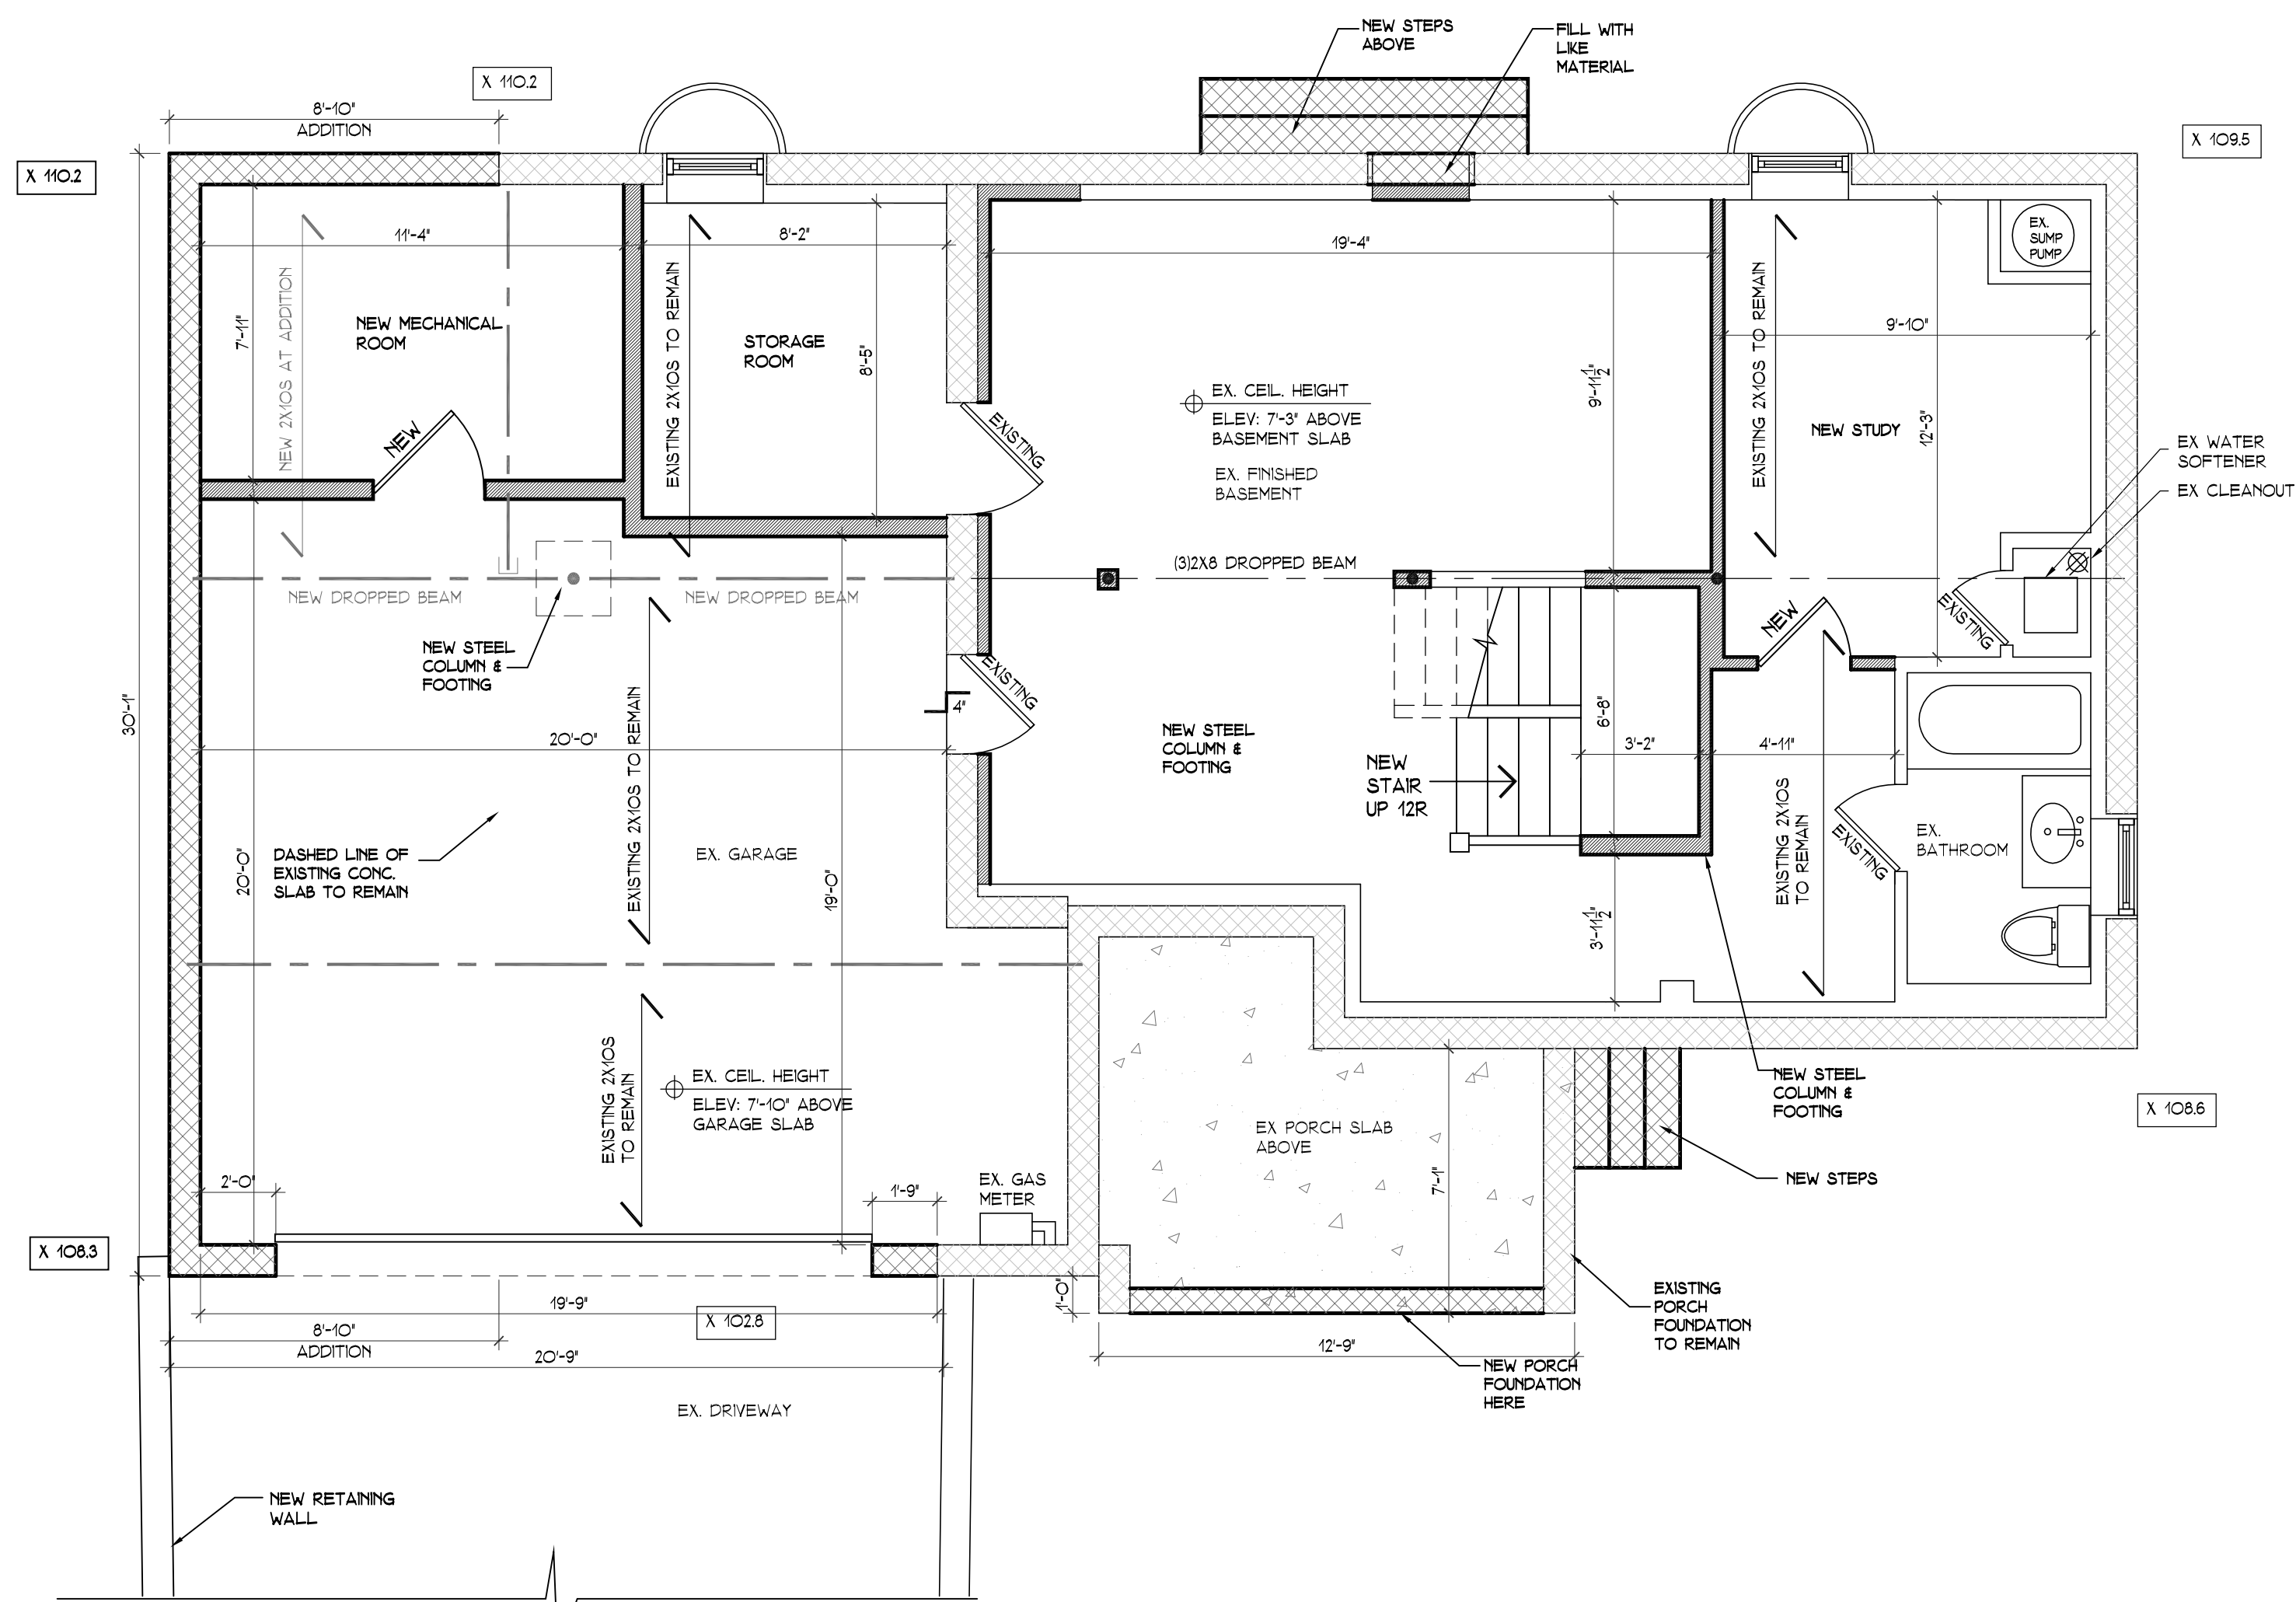 NEW STEPS
ABOVE
FILL WITH
LIKE
MATERIAL
X 110.2
8'-10"
ADDITION
X 109.5
X 110.2
11'-4"
8'-2"
19'-4"
EX.
SUMP
PUMP
7'-11"
NEW 2X10S AT ADDITION
NEW MECHANICAL
ROOM
EXISTING 2X10S TO REMAIN
STORAGE
ROOM
8'-5"
EX. CEIL. HEIGHT
ELEV: 7'-3" ABOVE
BASEMENT SLAB
EX. FINISHED
BASEMENT
9'-11 1/2"
EXISTING 2X10S TO REMAIN
9'-10"
NEW STUDY
12'-3"
EX WATER
SOFTENER
EX CLEANOUT
NEW
EXISTING
(3)2X8 DROPPED BEAM
NEW DROPPED BEAM
NEW DROPPED BEAM
NEW
EXISTING
NEW STEEL
COLUMN &
FOOTING
EXISTING
4"
30'-1"
20'-0"
EXISTING 2X10S TO REMAIN
NEW STEEL
COLUMN &
FOOTING
NEW
STAIR
UP 12R
6'-8"
3'-2"
4'-11"
EXISTING 2X10S
TO REMAIN
EXISTING
EX.
BATHROOM
DASHED LINE OF
EXISTING CONC.
SLAB TO REMAIN
20'-0"
EX. GARAGE
19'-0"
3'-11 1/2"
EXISTING 2X10S
TO REMAIN
EX. CEIL. HEIGHT
ELEV: 7'-10" ABOVE
GARAGE SLAB
EX PORCH SLAB
ABOVE
7'-1"
NEW STEEL
COLUMN &
FOOTING
X 108.6
NEW STEPS
2'-0"
1'-9"
EX. GAS
METER
X 108.3
1'-0"
EXISTING
PORCH
FOUNDATION
TO REMAIN
19'-9"
X 102.8
8'-10"
ADDITION
20'-9"
12'-9"
NEW PORCH
FOUNDATION
HERE
EX. DRIVEWAY
NEW RETAINING
WALL